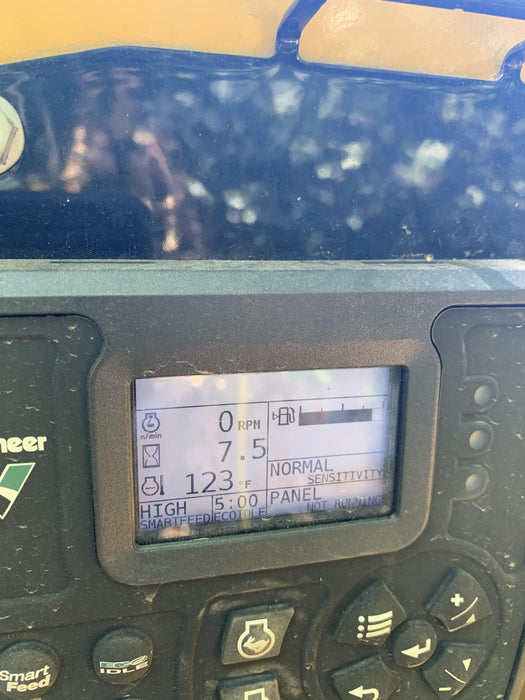 0 RPM
n/min
7.5
123 °F
NORMAL
SENSITIVITY
HIGH
SMARTFEED
5:00
ECOIDLE
PANEL
NOT RUNNING
neer
Smart
Feed
ECO
IDLE